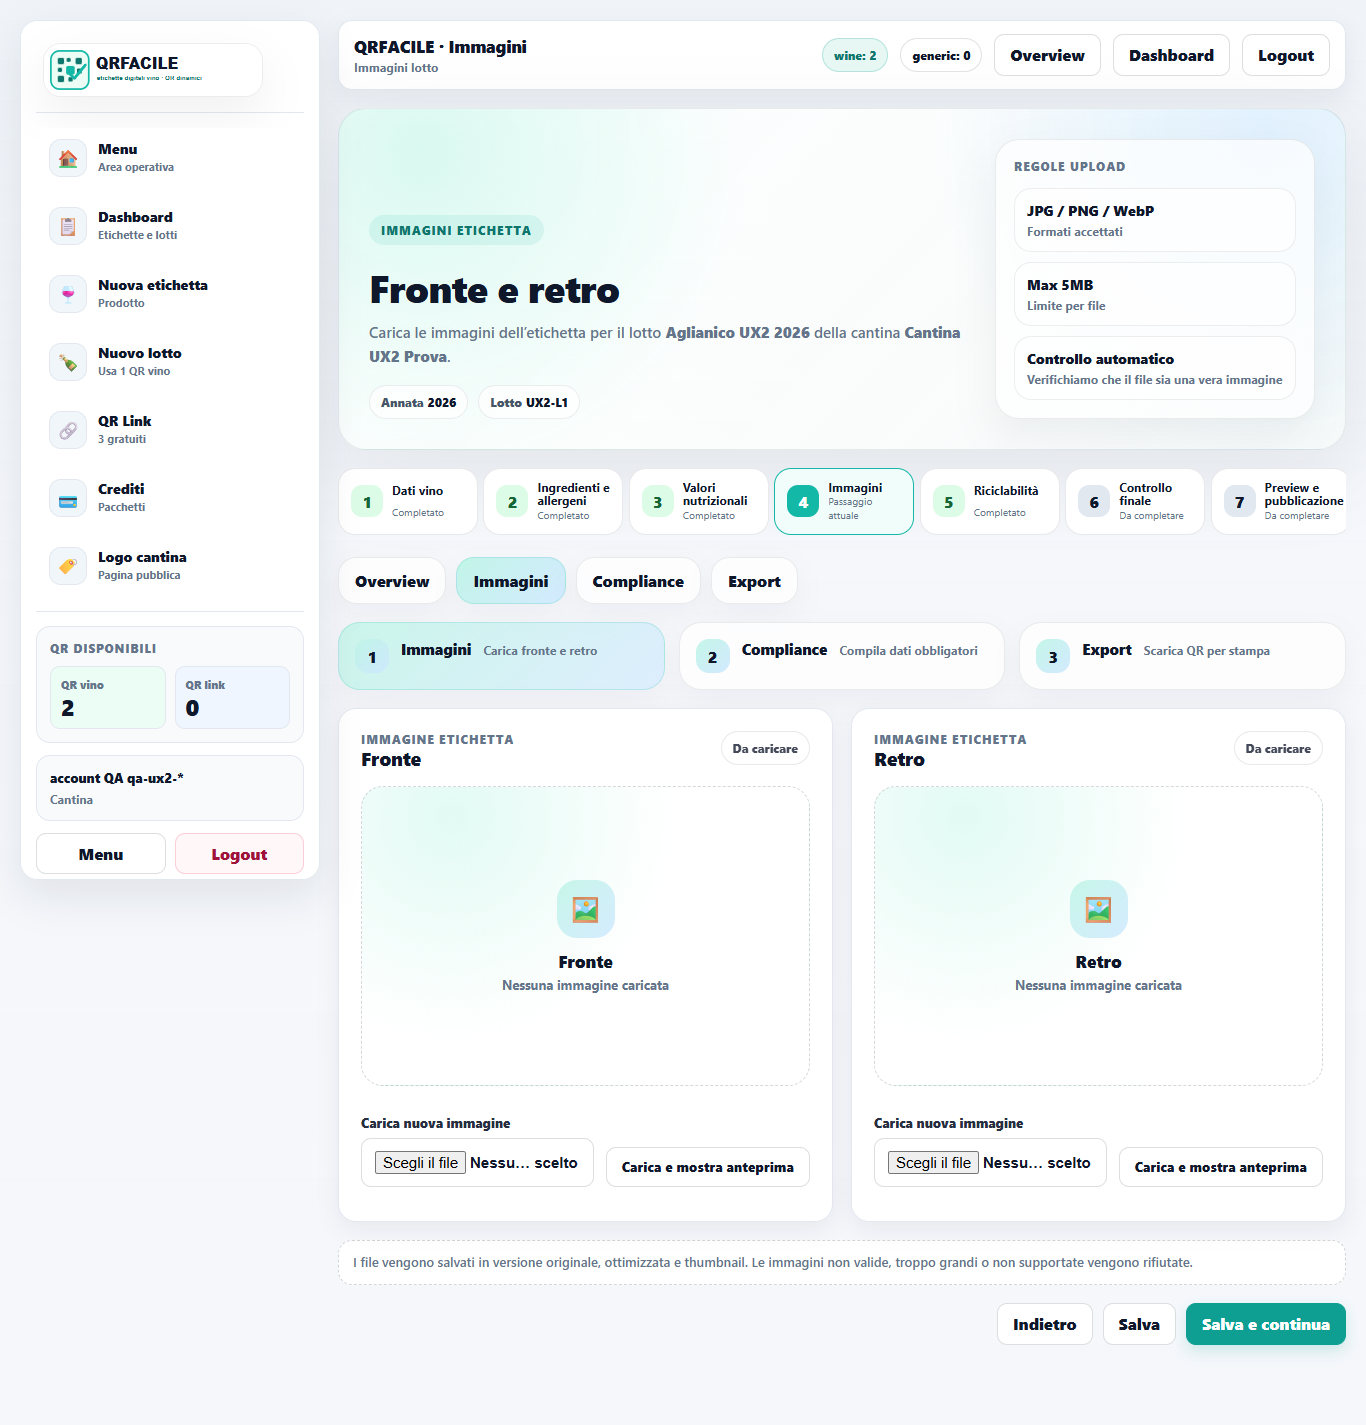 QRFACILE
etichette digitali vino · QR dinamici
Menu
Area operativa
Dashboard
Etichette e lotti
Nuova etichetta
Prodotto
Nuovo lotto
Usa 1 QR vino
QR Link
3 gratuiti
Crediti
Pacchetti
Logo cantina
Pagina pubblica
QR DISPONIBILI
QR vino
2
QR link
0
account QA qa-ux2-*
Cantina
Menu
Logout
QRFACILE · Immagini
Immagini lotto
wine: 2
generic: 0
Overview
Dashboard
Logout
IMMAGINI ETICHETTA
Fronte e retro
Carica le immagini dell’etichetta per il lotto Aglianico UX2 2026 della cantina Cantina
UX2 Prova.
Annata 2026
Lotto UX2-L1
REGOLE UPLOAD
JPG / PNG / WebP
Formati accettati
Max 5MB
Limite per file
Controllo automatico
Verifichiamo che il file sia una vera immagine
1
Dati vino
Completato
2
Ingredienti e
allergeni
Completato
3
Valori
nutrizionali
Completato
4
Immagini
Passaggio
attuale
5
Riciclabilità
Completato
6
Controllo
finale
Da completare
7
Preview e
pubblicazione
Da completare
Overview
Immagini
Compliance
Export
1
Immagini Carica fronte e retro
2
Compliance Compila dati obbligatori
3
Export Scarica QR per stampa
IMMAGINE ETICHETTA
Fronte
Da caricare
Fronte
Nessuna immagine caricata
Carica nuova immagine
Scegli il file Nessu… scelto
Carica e mostra anteprima
IMMAGINE ETICHETTA
Retro
Da caricare
Retro
Nessuna immagine caricata
Carica nuova immagine
Scegli il file Nessu… scelto
Carica e mostra anteprima
I file vengono salvati in versione originale, ottimizzata e thumbnail. Le immagini non valide, troppo grandi o non supportate vengono rifiutate.
Indietro
Salva
Salva e continua